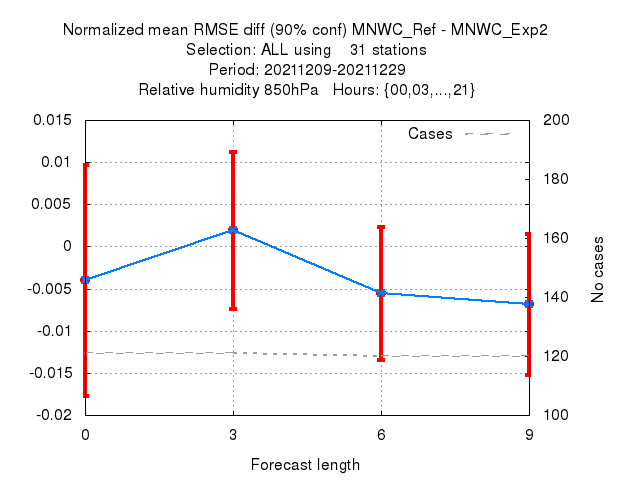 Normalized mean RMSE diff (90% conf) MNWC_Ref - MNWC_Exp2
Selection: ALL using    31 stations
Period: 20211209-20211229
Relative humidity 850hPa   Hours: {00,03,...,21}
0.015
0.01
0.005
0
-0.005
-0.01
-0.015
-0.02
Cases
200
180
160
140
120
100
No cases
0 3 6 9
Forecast length